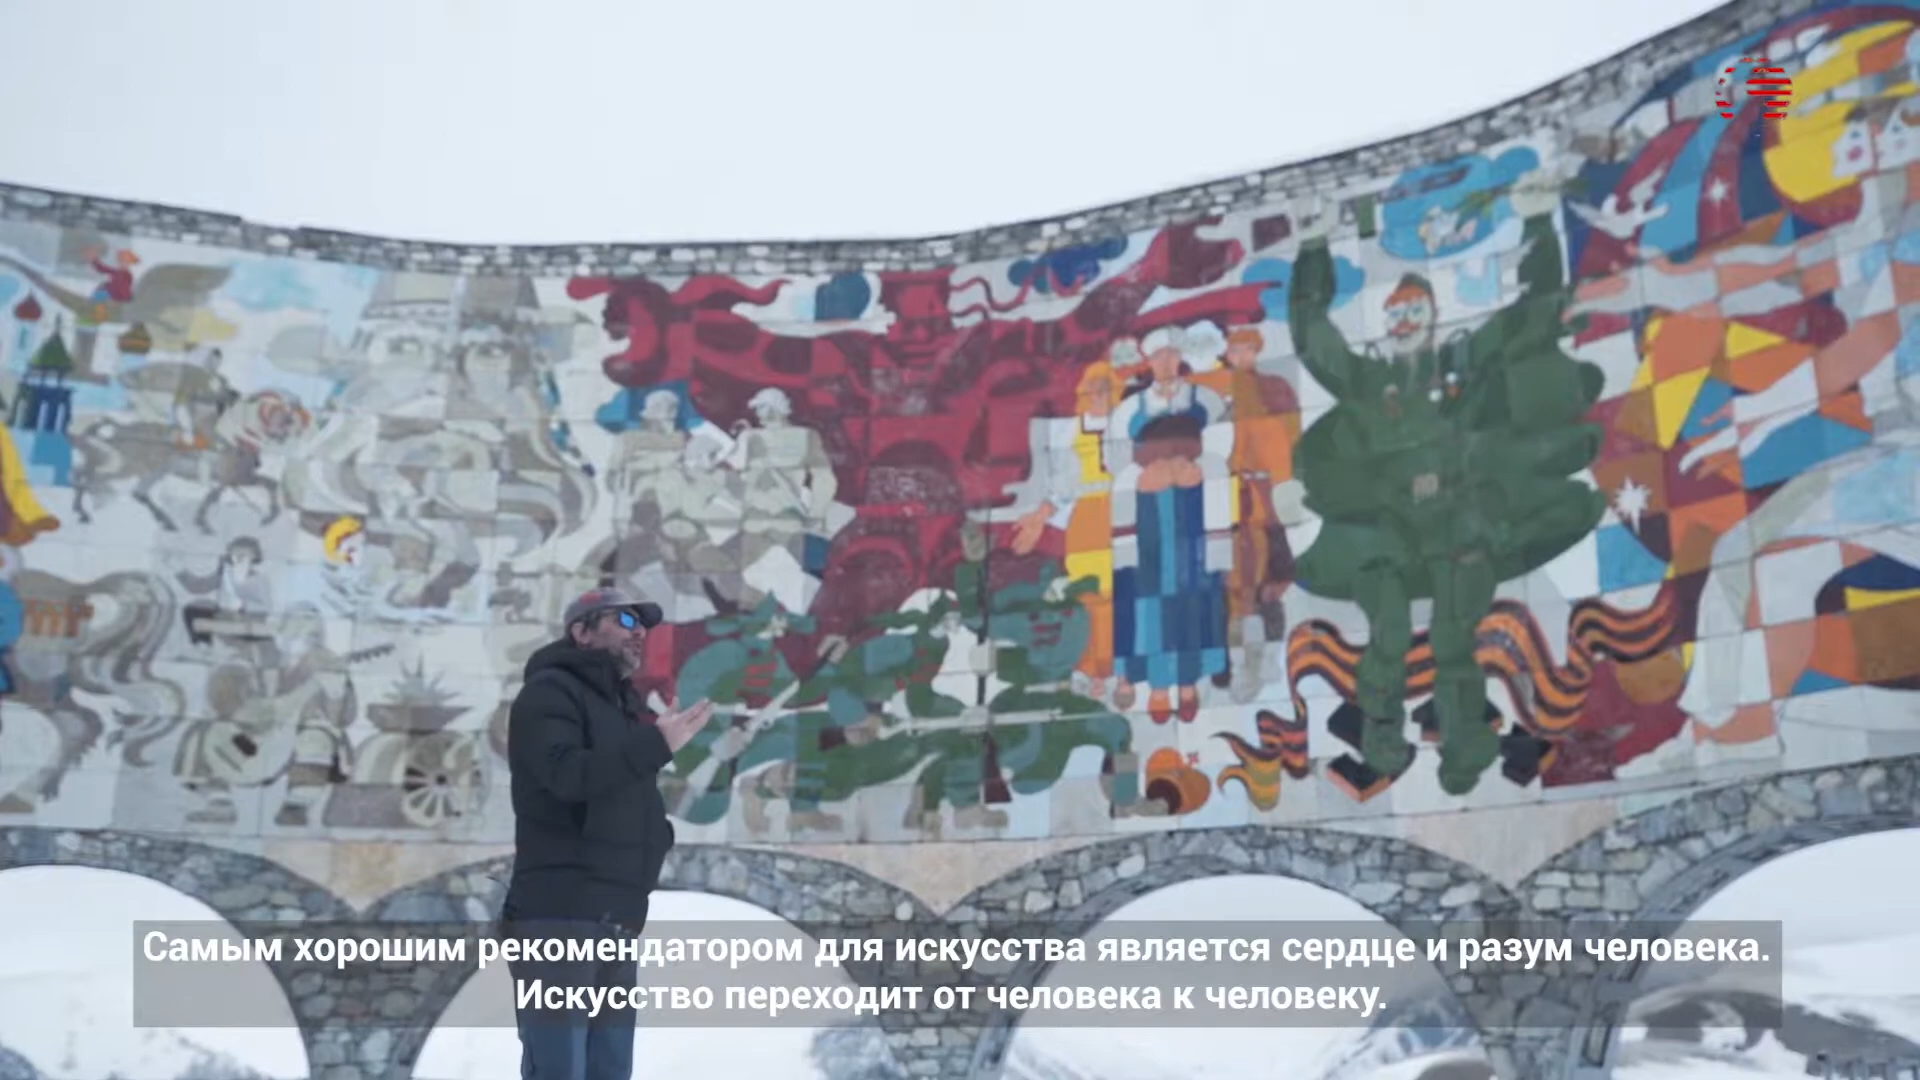 Самым хорошим рекомендатором для искусства является сердце и разум человека.
Искусство переходит от человека к человеку.